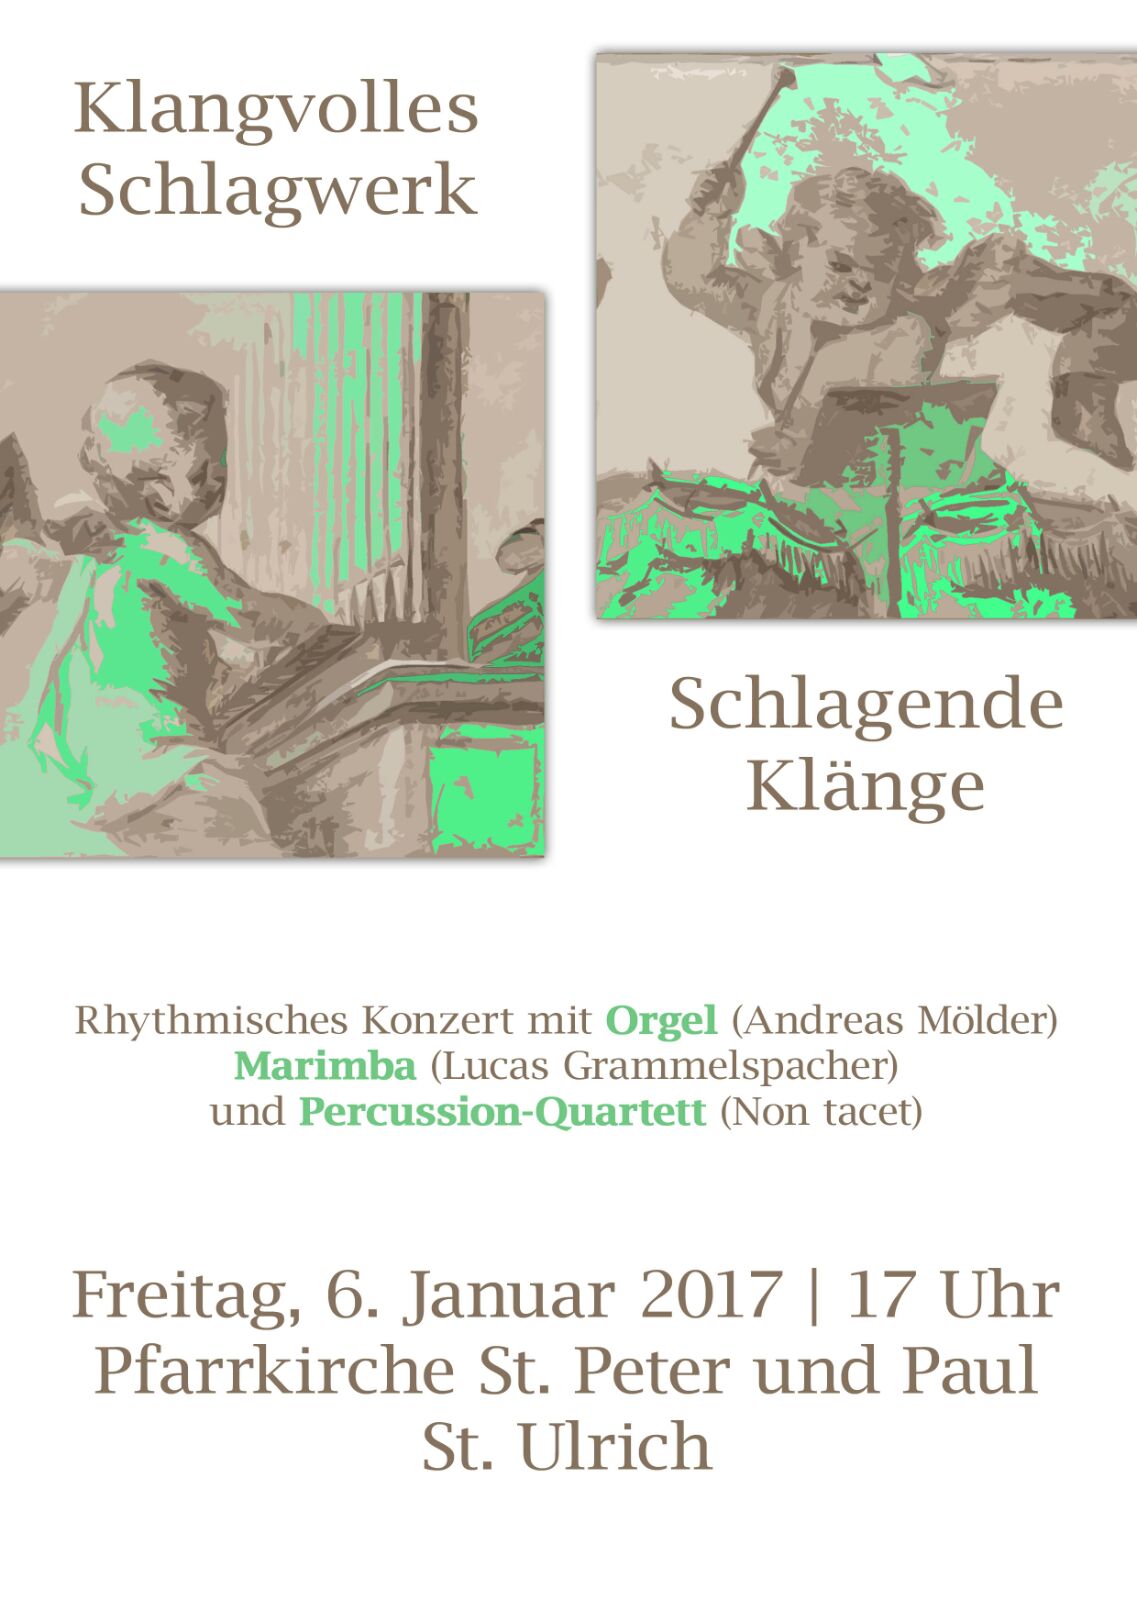 Klangvolles
Schlagwerk
Schlagende
Klänge
Rhythmisches Konzert mit Orgel (Andreas Mölder)
Marimba (Lucas Grammelspacher)
und Percussion-Quartett (Non tacet)
Freitag, 6. Januar 2017 | 17 Uhr
Pfarrkirche St. Peter und Paul
St. Ulrich